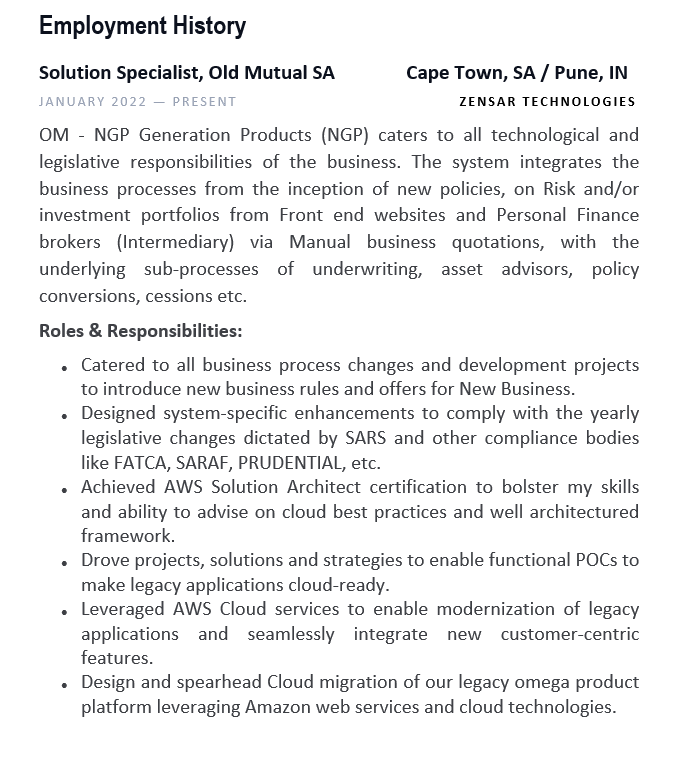 Employment History
Solution Specialist, Old Mutual SA Cape Town, SA / Pune, IN
JANUARY 2022 — PRESENT ZENSAR TECHNOLOGIES
OM - NGP Generation Products (NGP) caters to all technological and
legislative responsibilities of the business. The system integrates the
business processes from the inception of new policies, on Risk and/or
investment portfolios from Front end websites and Personal Finance
brokers (Intermediary) via Manual business quotations, with the
underlying sub-processes of underwriting, asset advisors, policy
conversions, cessions etc.
Roles & Responsibilities:
• Catered to all business process changes and development projects
to introduce new business rules and offers for New Business.
• Designed system-specific enhancements to comply with the yearly
legislative changes dictated by SARS and other compliance bodies
like FATCA, SARAF, PRUDENTIAL, etc.
• Achieved AWS Solution Architect certification to bolster my skills
and ability to advise on cloud best practices and well architectured
framework.
• Drove projects, solutions and strategies to enable functional POCs to
make legacy applications cloud-ready.
• Leveraged AWS Cloud services to enable modernization of legacy
applications and seamlessly integrate new customer-centric
features.
• Design and spearhead Cloud migration of our legacy omega product
platform leveraging Amazon web services and cloud technologies.